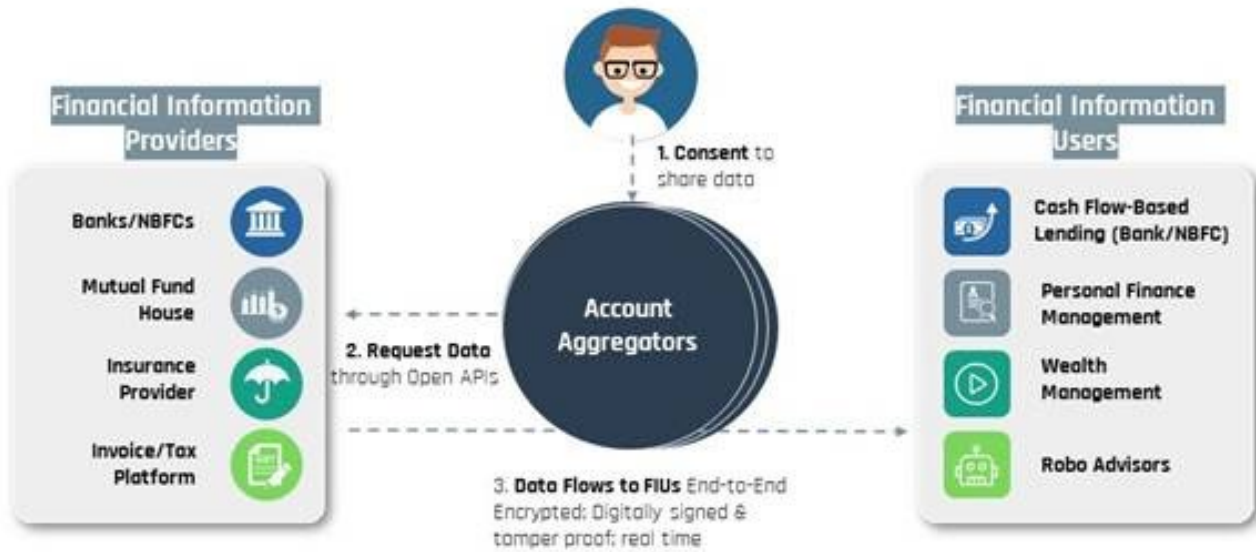 Financial Information
Providers
Banks/NBFCs
Mutual Fund
House
Insurance
Provider
Invoice/Tax
Platform
1. Consent to
share data
Account
Aggregators
2. Request Data
through Open APIs
3. Data Flows to FIUs End-to-End
Encrypted; Digitally signed &
tamper proof; real time
Financial Information
Users
Cash Flow-Based
Lending (Bank/NBFC)
Personal Finance
Management
Wealth
Management
Robo Advisors